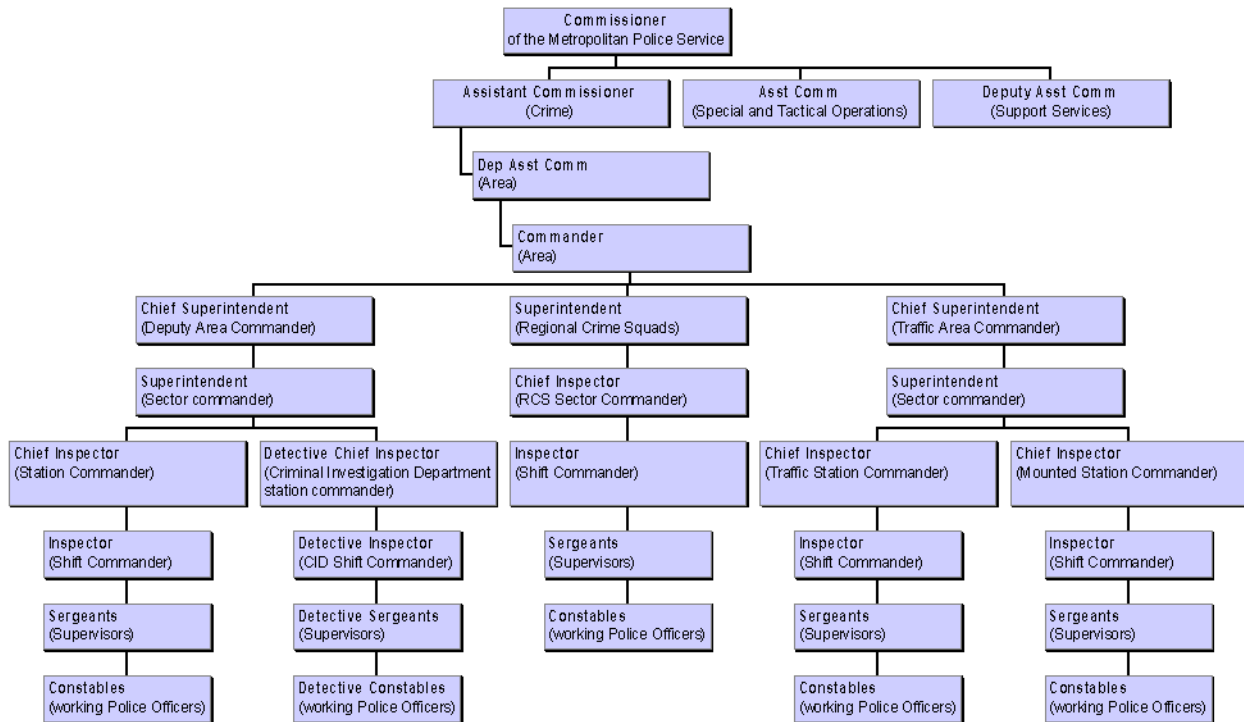 Commissioner
of the Metropolitan Police Service
Assistant Commissioner
(Crime)
Asst Comm
(Special and Tactical Operations)
Deputy Asst Comm
(Support Services)
Dep Asst Comm
(Area)
Commander
(Area)
Chief Superintendent
(Deputy Area Commander)
Superintendent
(Regional Crime Squads)
Chief Superintendent
(Traffic Area Commander)
Superintendent
(Sector commander)
Chief Inspector
(RCS Sector Commander)
Superintendent
(Sector commander)
Chief Inspector
(Station Commander)
Detective Chief Inspector
(Criminal Investigation Department
station commander)
Inspector
(Shift Commander)
Chief Inspector
(Traffic Station Commander)
Chief Inspector
(Mounted Station Commander)
Inspector
(Shift Commander)
Detective Inspector
(CID Shift Commander)
Sergeants
(Supervisors)
Inspector
(Shift Commander)
Inspector
(Shift Commander)
Sergeants
(Supervisors)
Detective Sergeants
(Supervisors)
Constables
(working Police Officers)
Sergeants
(Supervisors)
Sergeants
(Supervisors)
Constables
(working Police Officers)
Detective Constables
(working Police Officers)
Constables
(working Police Officers)
Constables
(working Police Officers)